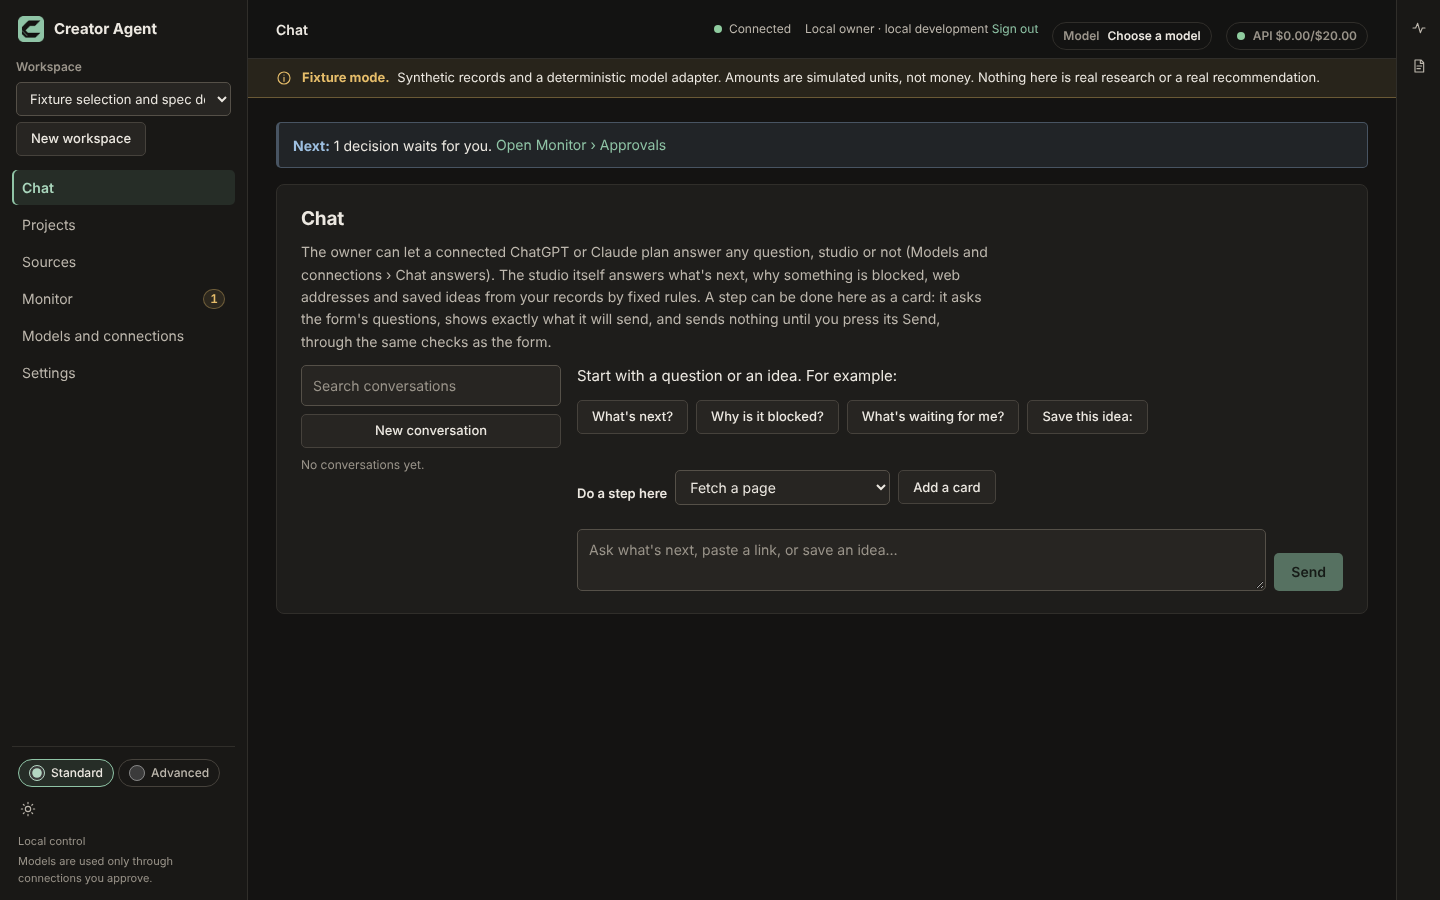 Creator Agent
Workspace
Fixture selection and spec d
New workspace
Chat
Projects
Sources
Monitor 1
Models and connections
Settings
Standard Advanced
Local control
Models are used only through
connections you approve.
Chat
Connected Local owner · local development Sign out Model Choose a model API $0.00/$20.00
Fixture mode. Synthetic records and a deterministic model adapter. Amounts are simulated units, not money. Nothing here is real research or a real recommendation.
Next: 1 decision waits for you. Open Monitor › Approvals
Chat
The owner can let a connected ChatGPT or Claude plan answer any question, studio or not (Models and
connections › Chat answers). The studio itself answers what's next, why something is blocked, web
addresses and saved ideas from your records by fixed rules. A step can be done here as a card: it asks
the form's questions, shows exactly what it will send, and sends nothing until you press its Send,
through the same checks as the form.
Search conversations
New conversation
No conversations yet.
Start with a question or an idea. For example:
What's next? Why is it blocked? What's waiting for me? Save this idea:
Do a step here Fetch a page Add a card
Ask what's next, paste a link, or save an idea...
Send